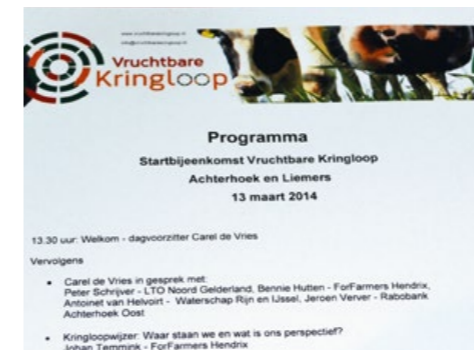 www.vruchtbarekringloop.nl
info@vruchtbarekringloop.nl
Vruchtbare
Kringloop
Programma
Startbijeenkomst Vruchtbare Kringloop
Achterhoek en Liemers
13 maart 2014
13.30 uur: Welkom - dagvoorzitter Carel de Vries
Vervolgens
• Carel de Vries in gesprek met:
Peter Schrijver - LTO Noord Gelderland, Bennie Hutten - ForFarmers Hendrix,
Antoinet van Helvoirt - Waterschap Rijn en IJssel, Jeroen Verver - Rabobank
Achterhoek Oost
• Kringloopwijzer: Waar staan we en wat is ons perspectief?
Johan Temmink - ForFarmers Hendrix